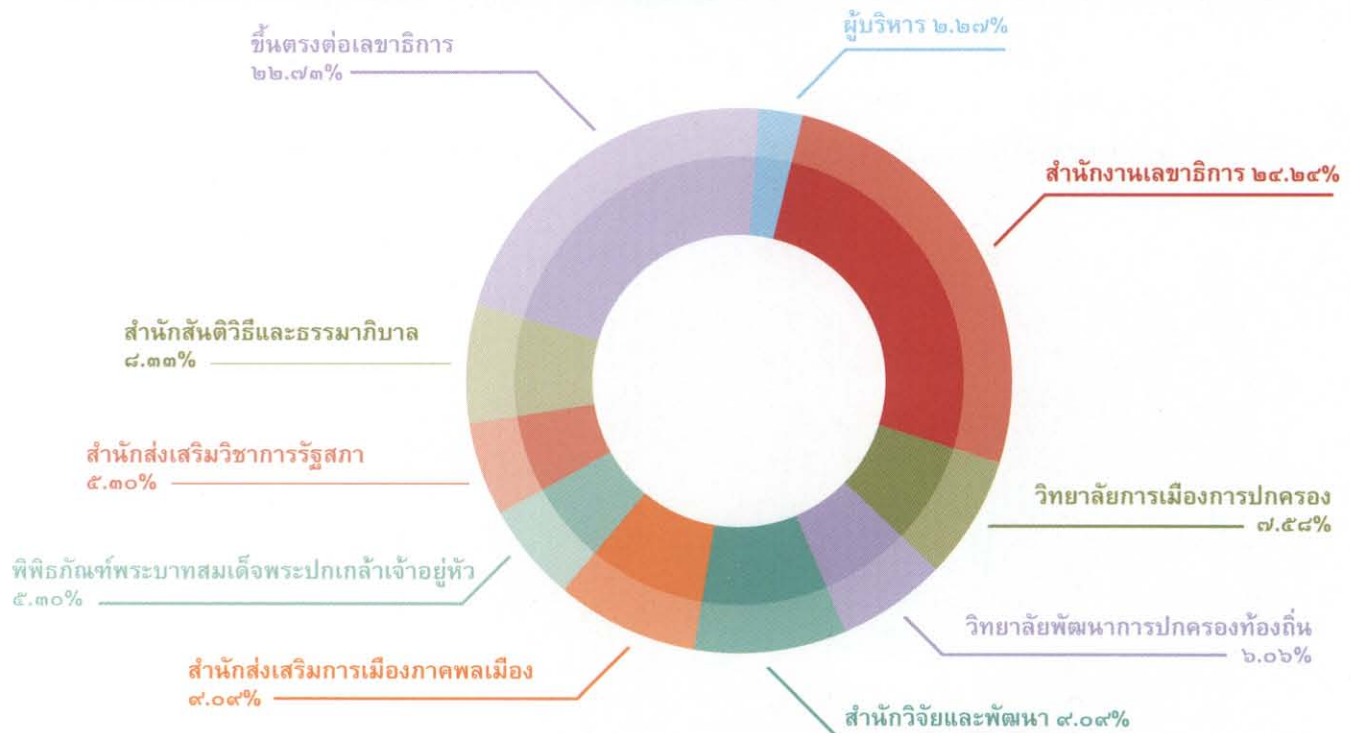 ผู้บริหาร ๒.๒๗%
ขึ้นตรงต่อเลขาธิการ
๒๒.๗๓%
สำนักงานเลขาธิการ ๒๔.๒๔%
สำนักสันติวิธีและธรรมาภิบาล
๘.๓๓%
สำนักส่งเสริมวิชาการรัฐสภา
๕.๓๐%
วิทยาลัยการเมืองการปกครอง
๗.๕๘%
พิพิธภัณฑ์พระบาทสมเด็จพระปกเกล้าเจ้าอยู่หัว
๕.๓๐%
วิทยาลัยพัฒนาการปกครองท้องถิ่น
๖.๐๖%
สำนักส่งเสริมการเมืองภาคพลเมือง
๙.๐๙%
สำนักวิจัยและพัฒนา ๙.๐๙%